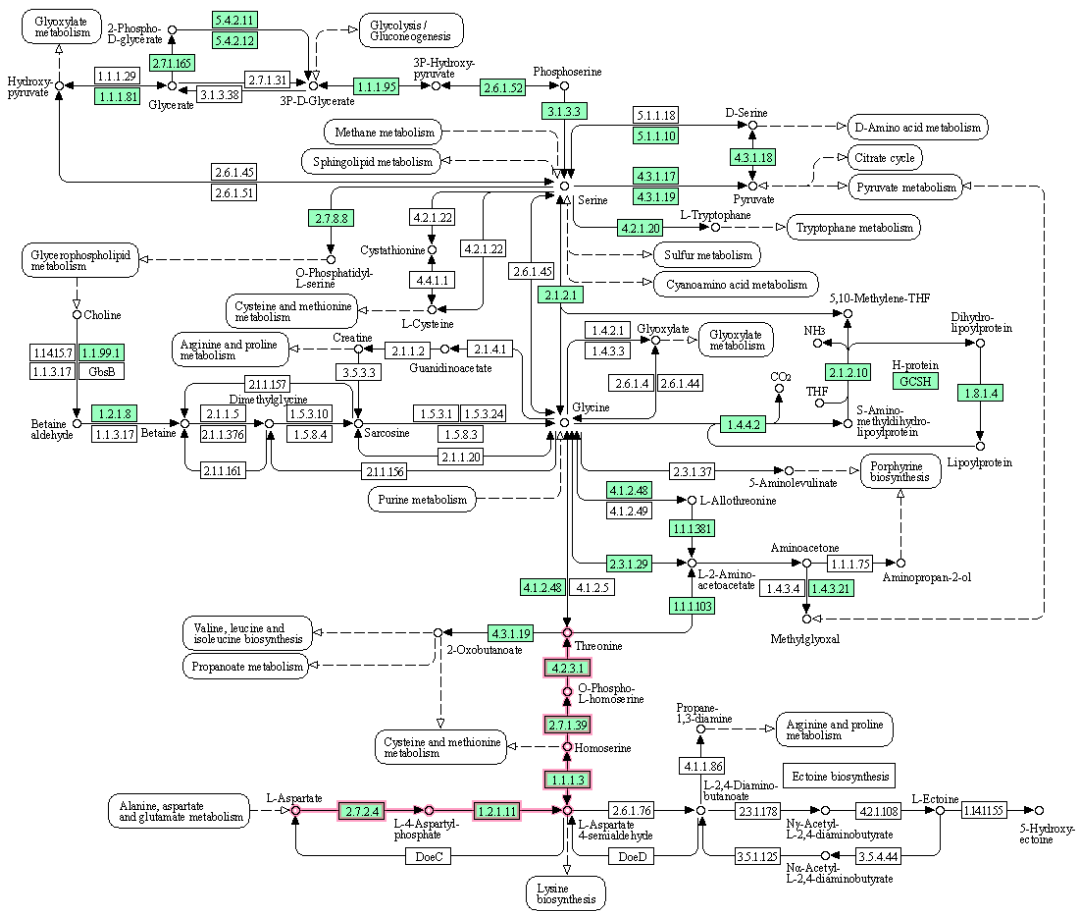 Glyoxylate
metabolism
2-Phospho-
D-glycerate
5.4.2.11
5.4.2.12
Glycolysis /
Gluconeogenesis
2.7.1.165
Hydroxy-
pyruvate
1.1.1.29
1.1.1.81
Glycerate
2.7.1.31
3.1.3.38
3P-D-Glycerate
1.1.1.95
3P-Hydroxy-
pyruvate
2.6.1.52
Phosphoserine
3.1.3.3
Methane metabolism
Sphingolipid metabolism
5.1.1.18
5.1.1.10
D-Serine
D-Amino acid metabolism
4.3.1.18
Citrate cycle
2.6.1.45
2.6.1.51
Serine
4.3.1.17
4.3.1.19
Pyruvate
Pyruvate metabolism
2.7.8.8
4.2.1.22
4.2.1.22
4.2.1.20
L-Tryptophane
Tryptophane metabolism
Glycerophospholipid
metabolism
O-Phosphatidyl-
L-serine
Cystathionine
4.4.1.1
2.6.1.45
Sulfur metabolism
Cyanoamino acid metabolism
2.1.2.1
Cysteine and methionine
metabolism
L-Cysteine
Choline
5,10-Methylene-THF
1.14.15.7
1.1.99.1
1.1.3.17
GbsB
Arginine and proline
metabolism
Creatine
2.1.1.2
2.1.4.1
Guanidinoacetate
3.5.3.3
1.4.2.1
1.4.3.3
Glyoxylate
Glyoxylate
metabolism
NH3
Dihydro-
lipoylprotein
2.1.2.10
H-protein
GCSH
1.8.1.4
2.6.1.4
2.6.1.44
CO2
THF
2.1.1.157
Dimethylglycine
Betaine
aldehyde
1.2.1.8
1.1.3.17
Betaine
2.1.1.5
2.1.1.376
1.5.3.10
1.5.8.4
Sarcosine
1.5.3.1
1.5.3.24
1.5.8.3
Glycine
1.4.4.2
S-Amino-
methyldihydro-
lipoylprotein
Lipoylprotein
2.1.1.161
2.1.1.156
2.1.1.20
Purine metabolism
2.3.1.37
5-Aminolevulinate
Porphyrine
biosynthesis
4.1.2.48
4.1.2.49
L-Allothreonine
1.1.1.381
2.3.1.29
L-2-Amino-
acetoacetate
Aminoacetone
1.1.1.75
Aminopropan-2-ol
1.4.3.4
1.4.3.21
Methylglyoxal
4.1.2.48
4.1.2.5
1.1.1.103
Valine, leucine and
isoleucine biosynthesis
Propanoate metabolism
2-Oxobutanoate
4.3.1.19
Threonine
4.2.3.1
O-Phospho-
L-homoserine
2.7.1.39
Homoserine
Cysteine and methionine
metabolism
1.1.1.3
Propane-
1,3-diamine
Arginine and proline
metabolism
4.1.1.86
Ectoine biosynthesis
Alanine, aspartate
and glutamate metabolism
L-Aspartate
2.7.2.4
L-4-Aspartyl-
phosphate
1.2.1.11
L-Aspartate
4-semialdehyde
2.6.1.76
L-2,4-Diamino-
butanoate
2.3.1.178
Nγ-Acetyl-
L-2,4-diaminobutyrate
4.2.1.108
L-Ectoine
1.14.11.55
5-Hydroxy-
ectoine
DoeC
DoeD
3.5.1.125
Nα-Acetyl-
L-2,4-diaminobutyrate
3.5.4.44
Lysine
biosynthesis